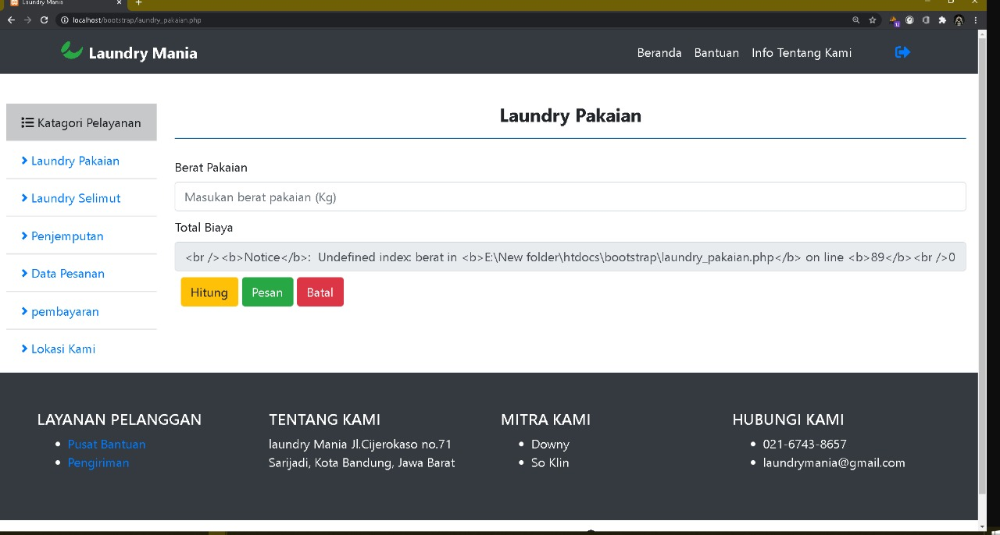 Laundry Mania
localhost/bootstrap/laundry_pakaian.php
12
Laundry Mania
Beranda Bantuan Info Tentang Kami
Katagori Pelayanan
Laundry Pakaian
Laundry Selimut
Penjemputan
Data Pesanan
pembayaran
Lokasi Kami
Laundry Pakaian
Berat Pakaian
Masukan berat pakaian (Kg)
Total Biaya
<br /><b>Notice</b>:  Undefined index: berat in <b>E:\New folder\htdocs\bootstrap\laundry_pakaian.php</b> on line <b>89</b><br />0
Hitung Pesan Batal
LAYANAN PELANGGAN
Pusat Bantuan
Pengiriman
TENTANG KAMI
laundry Mania Jl.Cijerokaso no.71
Sarijadi, Kota Bandung, Jawa Barat
MITRA KAMI
Downy
So Klin
HUBUNGI KAMI
021-6743-8657
laundrymania@gmail.com